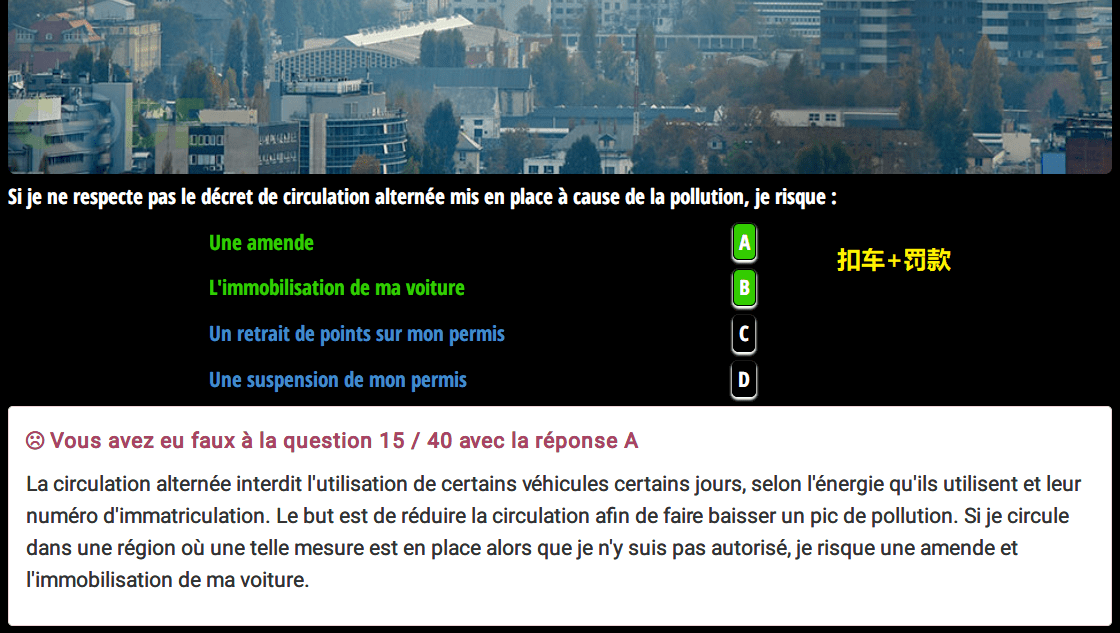 Si je ne respecte pas le décret de circulation alternée mis en place à cause de la pollution, je risque :
Une amende A
扣车+罚款
L'immobilisation de ma voiture B
Un retrait de points sur mon permis C
Une suspension de mon permis D
Vous avez eu faux à la question 15 / 40 avec la réponse A
La circulation alternée interdit l'utilisation de certains véhicules certains jours, selon l'énergie qu'ils utilisent et leur
numéro d'immatriculation. Le but est de réduire la circulation afin de faire baisser un pic de pollution. Si je circule
dans une région où une telle mesure est en place alors que je n'y suis pas autorisé, je risque une amende et
l'immobilisation de ma voiture.